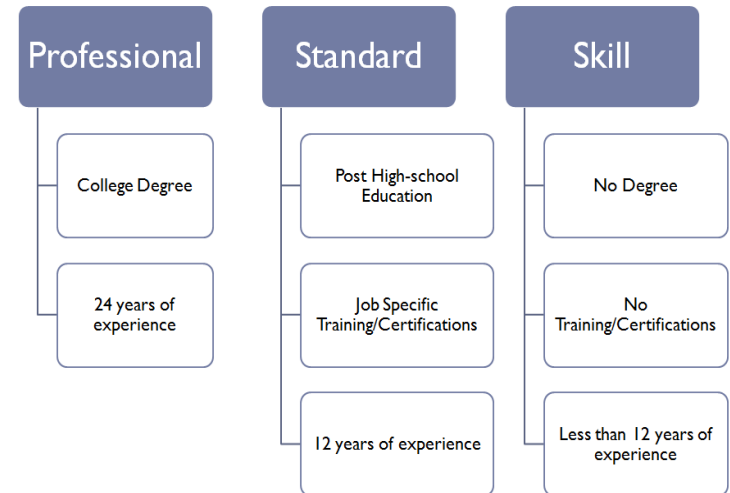 Professional
College Degree
24 years of
experience
Standard
Post High-school
Education
Job Specific
Training/Certifications
12 years of experience
Skill
No Degree
No
Training/Certifications
Less than 12 years of
experience